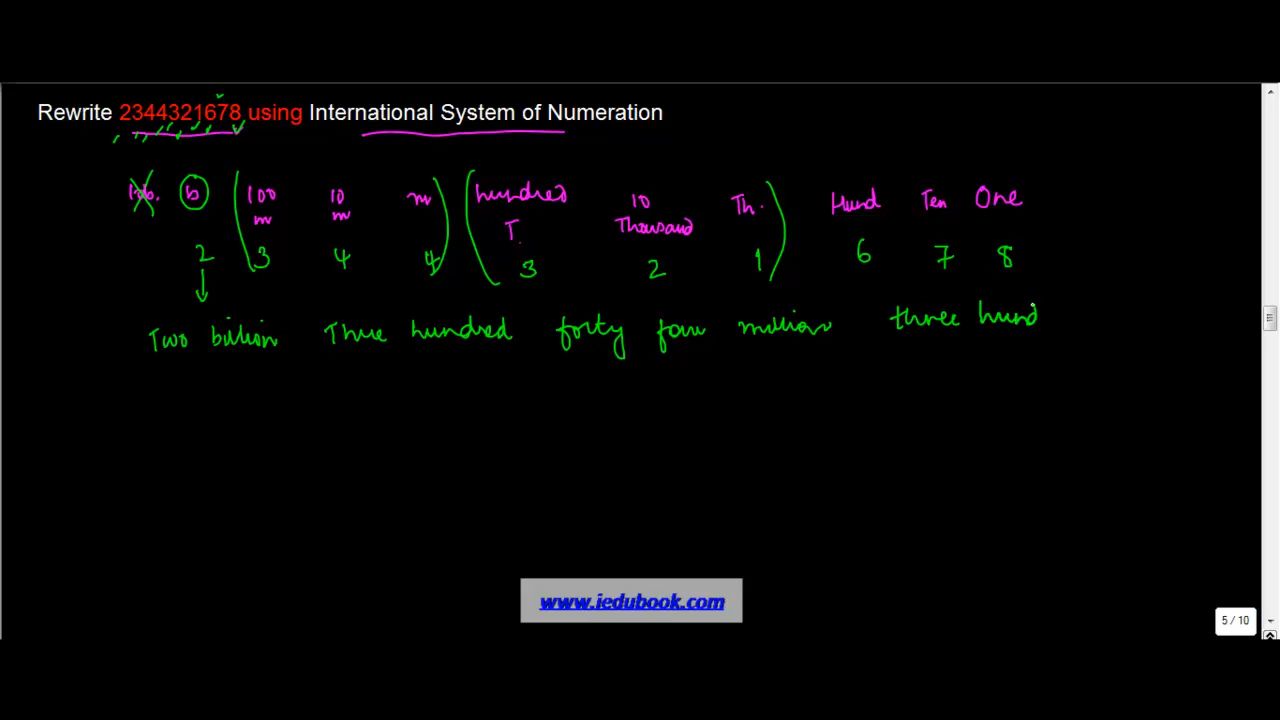 Rewrite 2344321678 using International System of Numeration
10b. b 100 10 m hundred 10 Th. Hund Ten One
m m T. Thousand
2 3 4 4 3 2 1 6 7 8
Two billion Three hundred forty four million three hund
www.iedubook.com
5 / 10